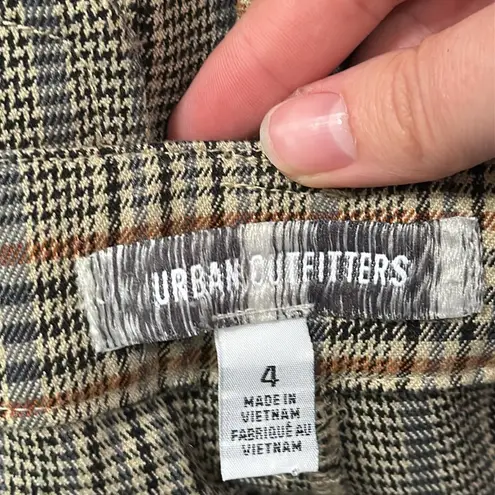 URBAN OUTFITTERS
4
MADE IN
VIETNAM
FABRIQUÉ AU
VIETNAM